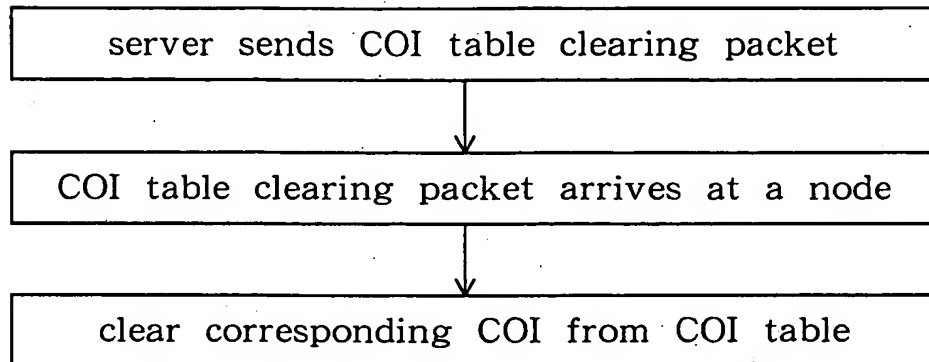 server sends COI table clearing packet
COI table clearing packet arrives at a node
clear corresponding COI from COI table